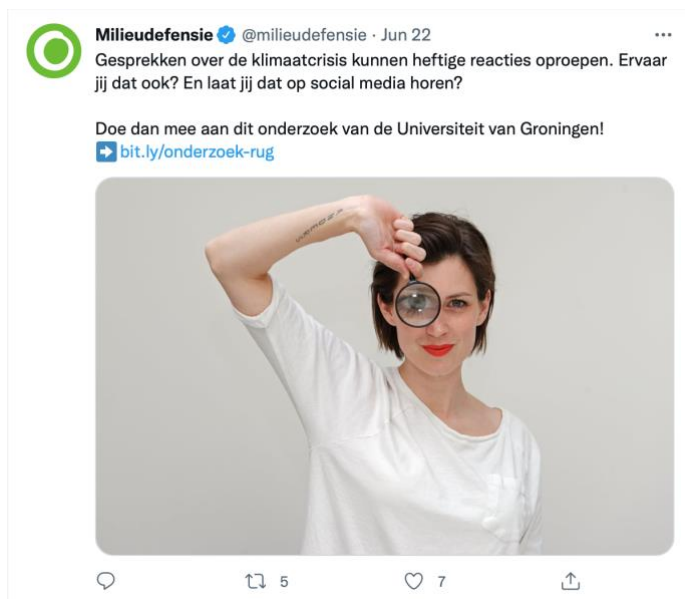 Milieudefensie @milieudefensie · Jun 22
Gesprekken over de klimaatcrisis kunnen heftige reacties oproepen. Ervaar
jij dat ook? En laat jij dat op social media horen?
Doe dan mee aan dit onderzoek van de Universiteit van Groningen!
➡️ bit.ly/onderzoek-rug
5 7